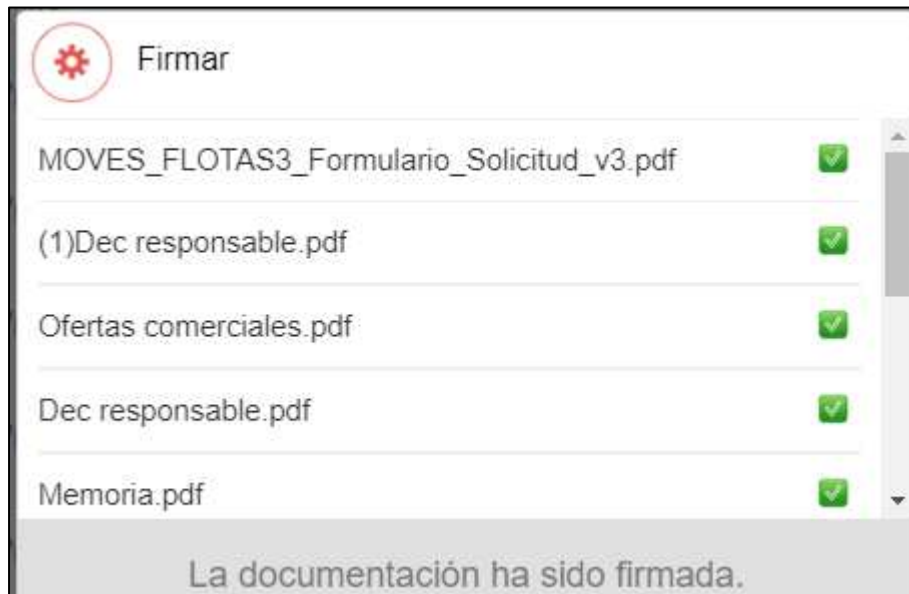 Firmar
MOVES_FLOTAS3_Formulario_Solicitud_v3.pdf
(1)Dec responsable.pdf
Ofertas comerciales.pdf
Dec responsable.pdf
Memoria.pdf
La documentación ha sido firmada.